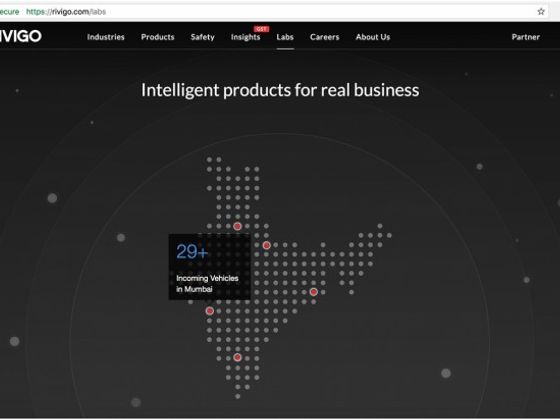 ecure https://rivigo.com/labs
IVIGO
Industries Products Safety Insights GST Labs Careers About Us Partner
Intelligent products for real business
29+
Incoming Vehicles
in Mumbai